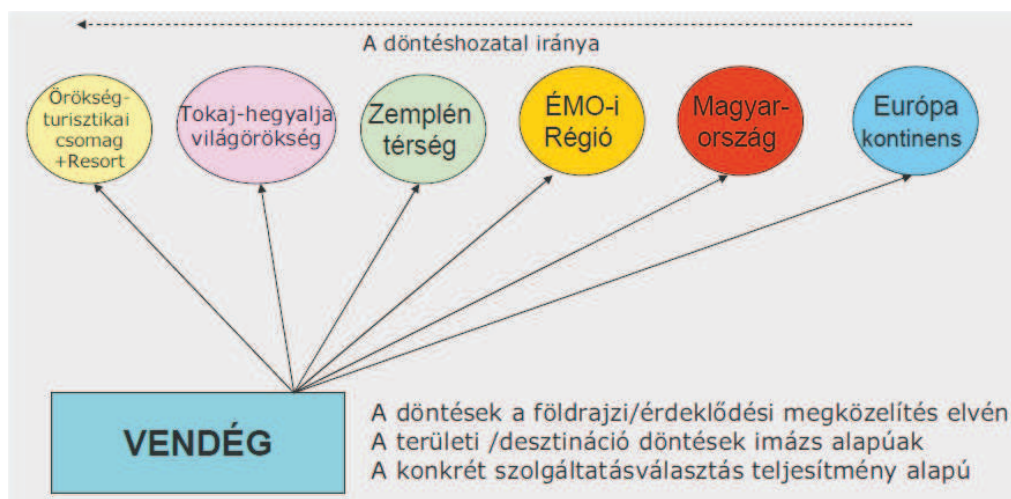 A döntéshozatal iránya
Örökség-
turisztikai
csomag
+Resort
Tokaj-hegyalja
világörökség
Zemplén
térség
ÉMO-i
Régió
Magyar-
ország
Európa
kontinens
VENDÉG
A döntések a földrajzi/érdeklődési megközelítés elvén
A területi /desztináció döntések imázs alapúak
A konkrét szolgáltatásválasztás teljesítmény alapú